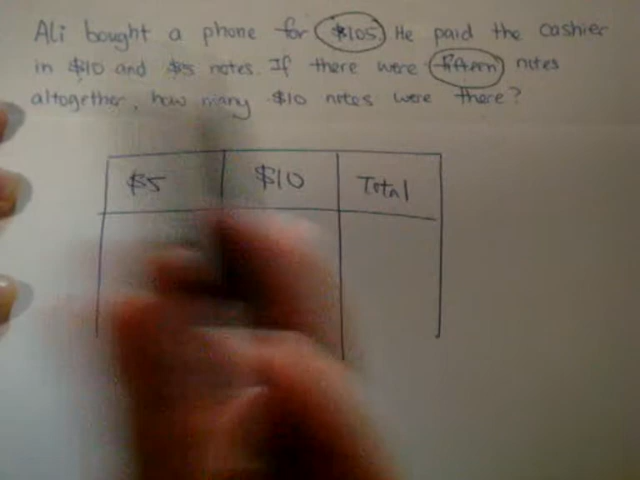 Ali bought a phone for $105. He paid the cashier
in $10 and $5 notes. If there were fifteen notes
altogether, how many $10 notes were there?
$5 $10 Total